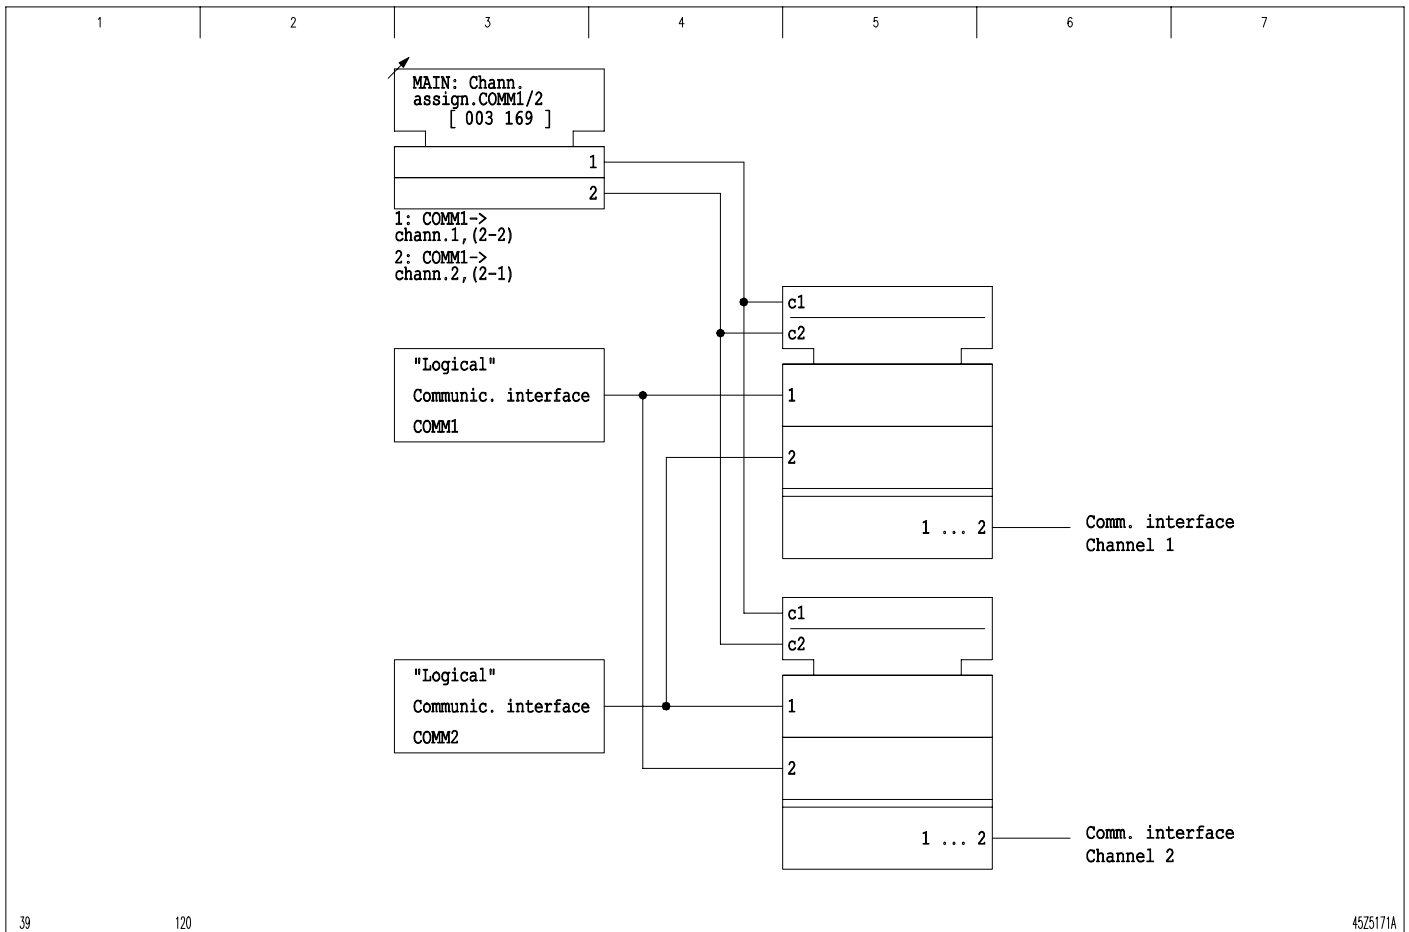 1 2 3 4 5 6 7
MAIN: Chann.
assign.COMM1/2
[ 003 169 ]
1
2
1: COMM1->
chann.1,(2-2)
2: COMM1->
chann.2,(2-1)
c1
c2
"Logical"
Communic. interface
COMM1
1
2
1 ... 2
Comm. interface
Channel 1
c1
c2
"Logical"
Communic. interface
COMM2
1
2
1 ... 2
Comm. interface
Channel 2
39 120 45Z5171A